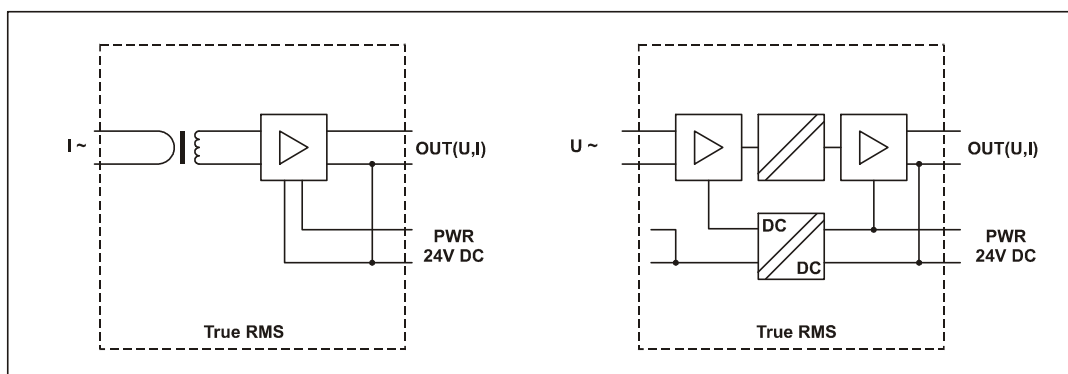 I ~
OUT(U,I)
PWR
24V DC
True RMS
U ~
OUT(U,I)
DC
DC
PWR
24V DC
True RMS